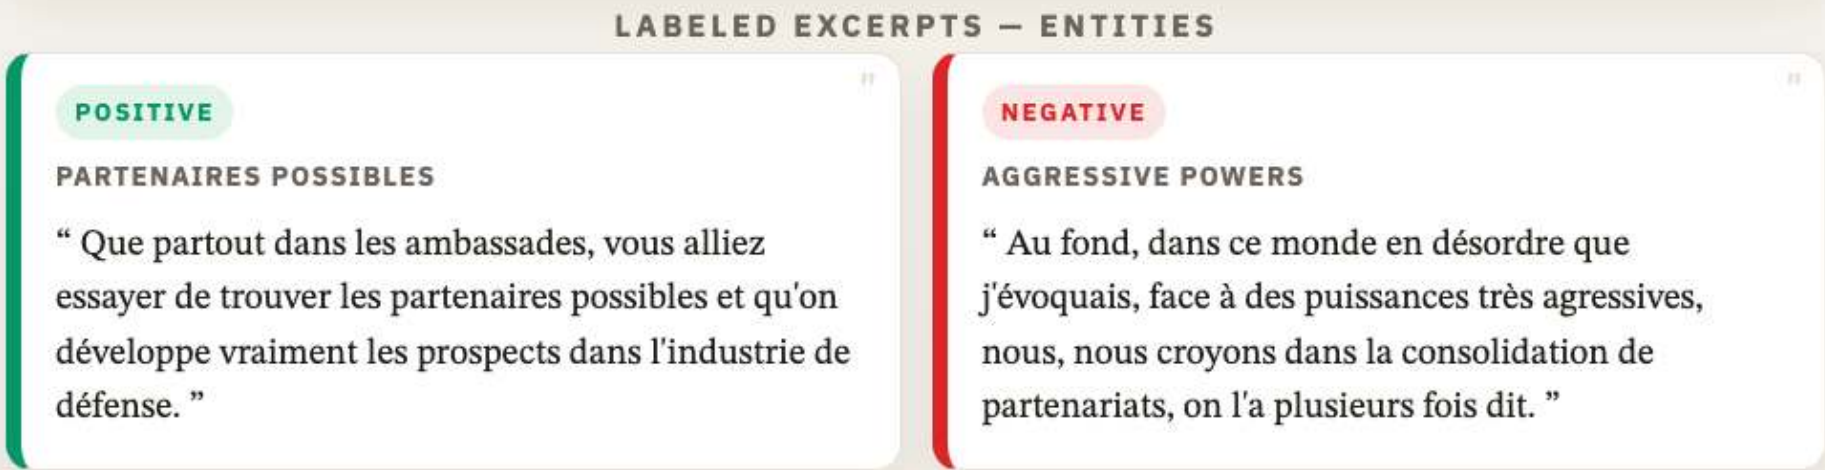 LABELED EXCERPTS — ENTITIES
"
POSITIVE
PARTENAIRES POSSIBLES
“ Que partout dans les ambassades, vous alliez
essayer de trouver les partenaires possibles et qu'on
développe vraiment les prospects dans l'industrie de
défense. ”
"
NEGATIVE
AGGRESSIVE POWERS
“ Au fond, dans ce monde en désordre que
j'évoquais, face à des puissances très agressives,
nous, nous croyons dans la consolidation de
partenariats, on l'a plusieurs fois dit. ”